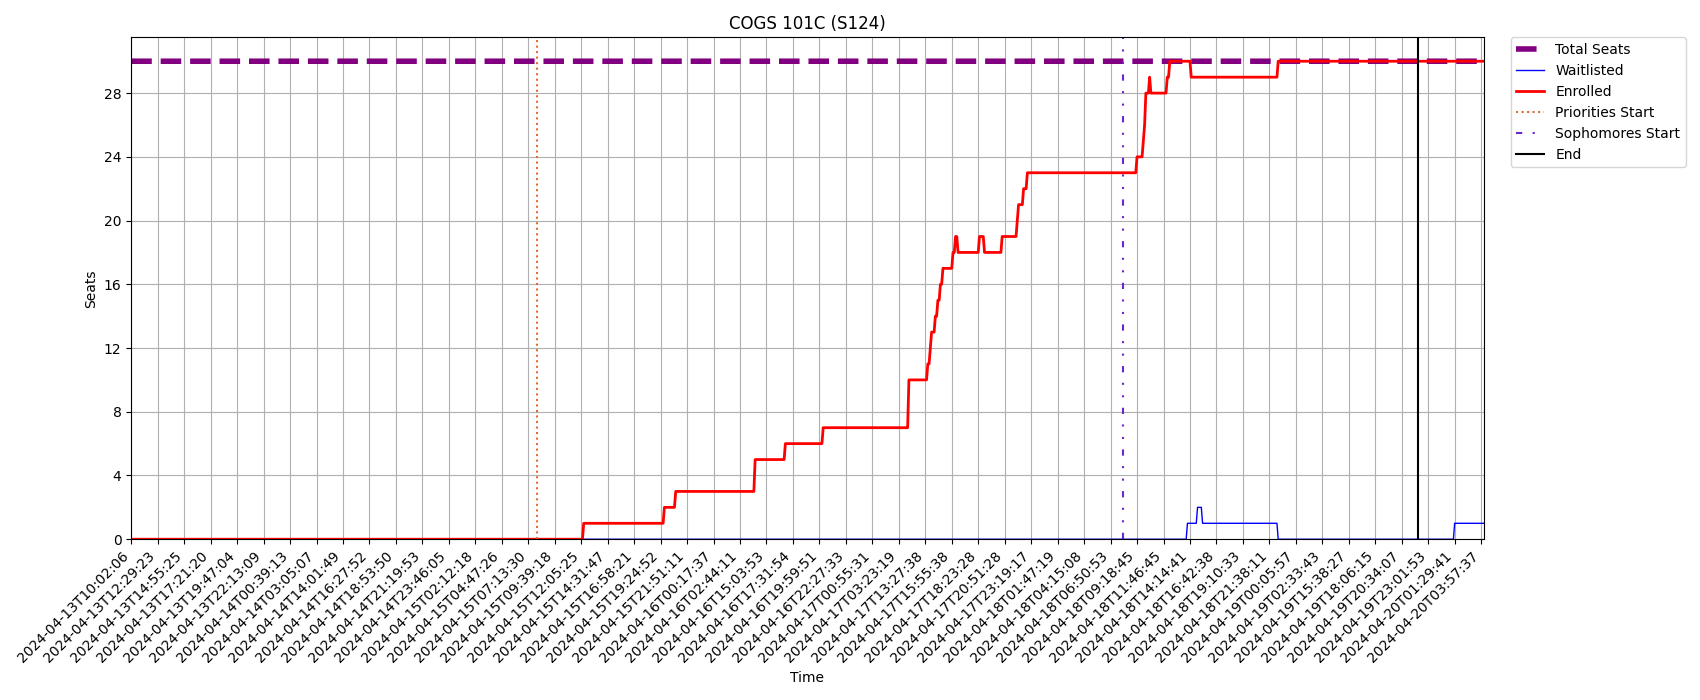 COGS 101C (S124)
Total Seats
Waitlisted
Enrolled
Priorities Start
Sophomores Start
End
Seats
28
24
20
16
12
8
4
0
2024-04-13T10:02:06
2024-04-13T12:29:23
2024-04-13T14:55:25
2024-04-13T17:21:20
2024-04-13T19:47:04
2024-04-13T22:13:09
2024-04-14T00:39:13
2024-04-14T03:05:07
2024-04-14T14:01:49
2024-04-14T16:27:52
2024-04-14T18:53:50
2024-04-14T21:19:53
2024-04-14T23:46:05
2024-04-15T02:12:18
2024-04-15T04:47:26
2024-04-15T07:13:30
2024-04-15T09:39:18
2024-04-15T12:05:25
2024-04-15T14:31:47
2024-04-15T16:58:21
2024-04-15T19:24:52
2024-04-15T21:51:11
2024-04-16T00:17:37
2024-04-16T02:44:11
2024-04-16T15:03:53
2024-04-16T17:31:54
2024-04-16T19:59:51
2024-04-16T22:27:33
2024-04-17T00:55:31
2024-04-17T03:23:19
2024-04-17T13:27:38
2024-04-17T15:55:38
2024-04-17T18:23:28
2024-04-17T20:51:28
2024-04-17T23:19:17
2024-04-18T01:47:19
2024-04-18T04:15:08
2024-04-18T06:50:53
2024-04-18T09:18:45
2024-04-18T11:46:45
2024-04-18T14:14:41
2024-04-18T16:42:38
2024-04-18T19:10:33
2024-04-18T21:38:11
2024-04-19T00:05:57
2024-04-19T02:33:43
2024-04-19T15:38:27
2024-04-19T18:06:15
2024-04-19T20:34:07
2024-04-19T23:01:53
2024-04-20T01:29:41
2024-04-20T03:57:37
Time